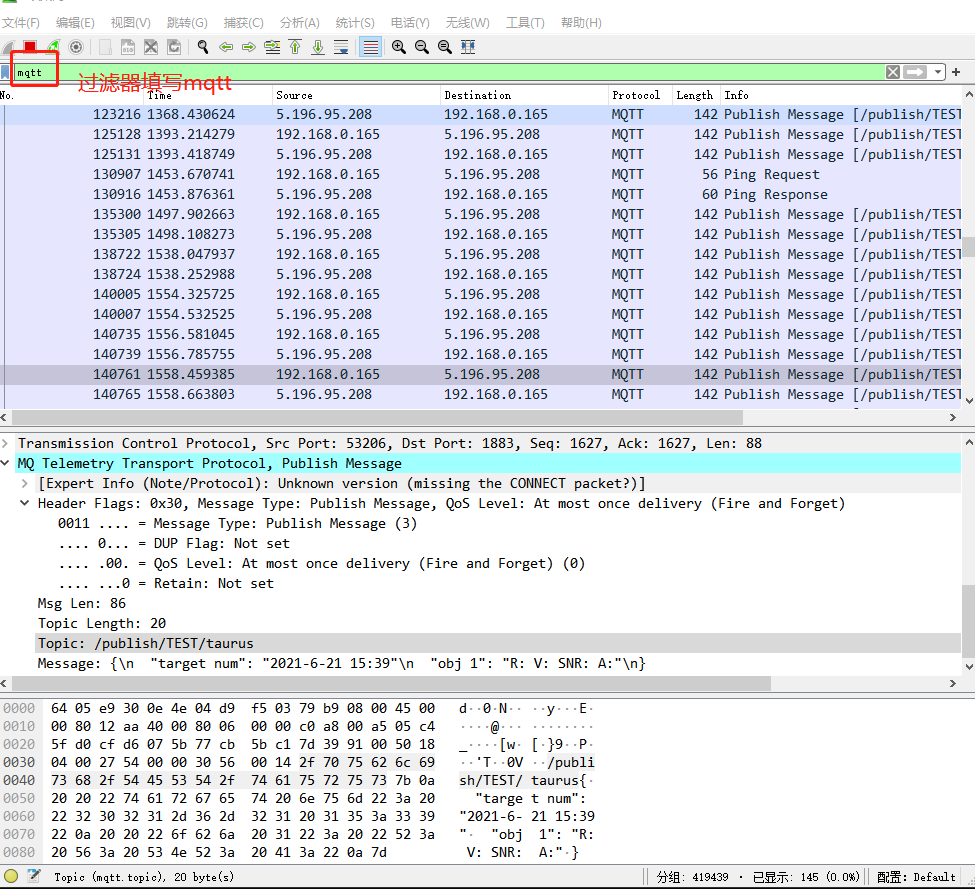 文件(F) 编辑(E) 视图(V) 跳转(G) 捕获(C) 分析(A) 统计(S) 电话(Y) 无线(W) 工具(T) 帮助(H)
mqtt
过滤器填写mqtt
No. Time Source Destination Protocol Length Info
123216 1368.430624 5.196.95.208 192.168.0.165 MQTT 142 Publish Message [/publish/TEST
125128 1393.214279 192.168.0.165 5.196.95.208 MQTT 142 Publish Message [/publish/TEST
125131 1393.418749 5.196.95.208 192.168.0.165 MQTT 142 Publish Message [/publish/TEST
130907 1453.670741 192.168.0.165 5.196.95.208 MQTT 56 Ping Request
130916 1453.876361 5.196.95.208 192.168.0.165 MQTT 60 Ping Response
135300 1497.902663 192.168.0.165 5.196.95.208 MQTT 142 Publish Message [/publish/TEST
135305 1498.108273 5.196.95.208 192.168.0.165 MQTT 142 Publish Message [/publish/TEST
138722 1538.047937 192.168.0.165 5.196.95.208 MQTT 142 Publish Message [/publish/TEST
138724 1538.252988 5.196.95.208 192.168.0.165 MQTT 142 Publish Message [/publish/TEST
140005 1554.325725 192.168.0.165 5.196.95.208 MQTT 142 Publish Message [/publish/TEST
140007 1554.532525 5.196.95.208 192.168.0.165 MQTT 142 Publish Message [/publish/TEST
140735 1556.581045 192.168.0.165 5.196.95.208 MQTT 142 Publish Message [/publish/TEST
140739 1556.785755 5.196.95.208 192.168.0.165 MQTT 142 Publish Message [/publish/TEST
140761 1558.459385 192.168.0.165 5.196.95.208 MQTT 142 Publish Message [/publish/TEST
140765 1558.663803 5.196.95.208 192.168.0.165 MQTT 142 Publish Message [/publish/TEST
Transmission Control Protocol, Src Port: 53206, Dst Port: 1883, Seq: 1627, Ack: 1627, Len: 88
MQ Telemetry Transport Protocol, Publish Message
[Expert Info (Note/Protocol): Unknown version (missing the CONNECT packet?)]
Header Flags: 0x30, Message Type: Publish Message, QoS Level: At most once delivery (Fire and Forget)
0011 .... = Message Type: Publish Message (3)
.... 0... = DUP Flag: Not set
.... .00. = QoS Level: At most once delivery (Fire and Forget) (0)
.... ...0 = Retain: Not set
Msg Len: 86
Topic Length: 20
Topic: /publish/TEST/taurus
Message: {\n  "target num": "2021-6-21 15:39"\n  "obj 1": "R: V: SNR: A:"\n}
0000 64 05 e9 30 0e 4e 04 d9 f5 03 79 b9 08 00 45 00 d··0·N·· ··y···E·
0010 00 80 12 aa 40 00 80 06 00 00 c0 a8 00 a5 05 c4 ····@··· ········
0020 5f d0 cf d6 07 5b 77 cb 5b c1 7d 39 91 00 50 18 _····[w· [·}9··P·
0030 04 00 27 54 00 00 30 56 00 14 2f 70 75 62 6c 69 ··'T··0V ··/publi
0040 73 68 2f 54 45 53 54 2f 74 61 75 72 75 73 7b 0a sh/TEST/ taurus{·
0050 20 20 22 74 61 72 67 65 74 20 6e 75 6d 22 3a 20 "targe t num":
0060 22 32 30 32 31 2d 36 2d 32 31 20 31 35 3a 33 39 "2021-6- 21 15:39
0070 22 0a 20 20 22 6f 62 6a 20 31 22 3a 20 22 52 3a "· "obj 1": "R:
0080 20 56 3a 20 53 4e 52 3a 20 41 3a 22 0a 7d V: SNR: A:"·}
Topic (mqtt.topic), 20 byte(s) 分组: 419439 · 已显示: 145 (0.0%) 配置: Default